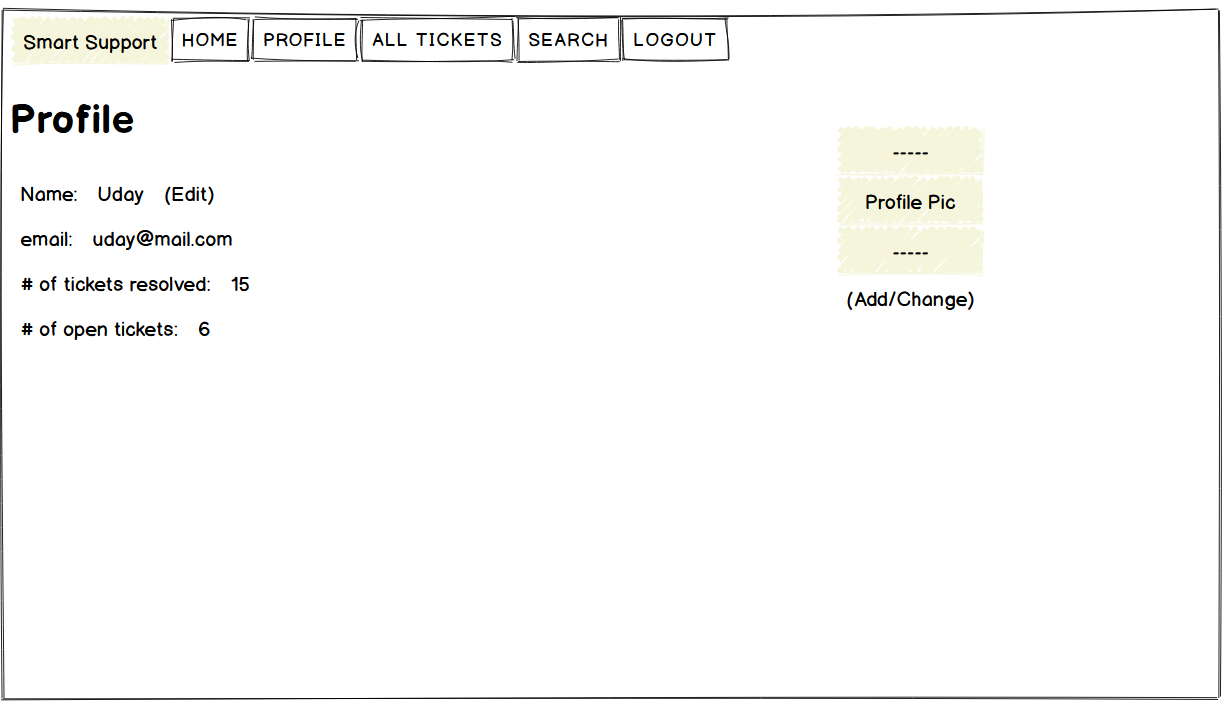 Smart Support HOME PROFILE ALL TICKETS SEARCH LOGOUT
Profile
Name: Uday (Edit)
email: uday@mail.com
# of tickets resolved: 15
# of open tickets: 6
-----
Profile Pic
-----
(Add/Change)